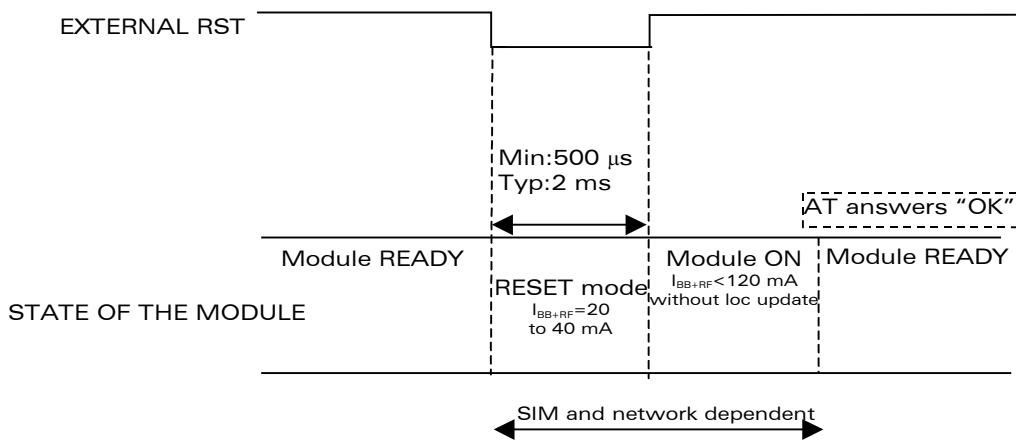 EXTERNAL RST
Min:500 µs
Typ:2 ms
AT answers “OK”
Module READY
RESET mode
I_BB+RF=20
to 40 mA
Module ON
I_BB+RF<120 mA
without loc update
Module READY
STATE OF THE MODULE
SIM and network dependent